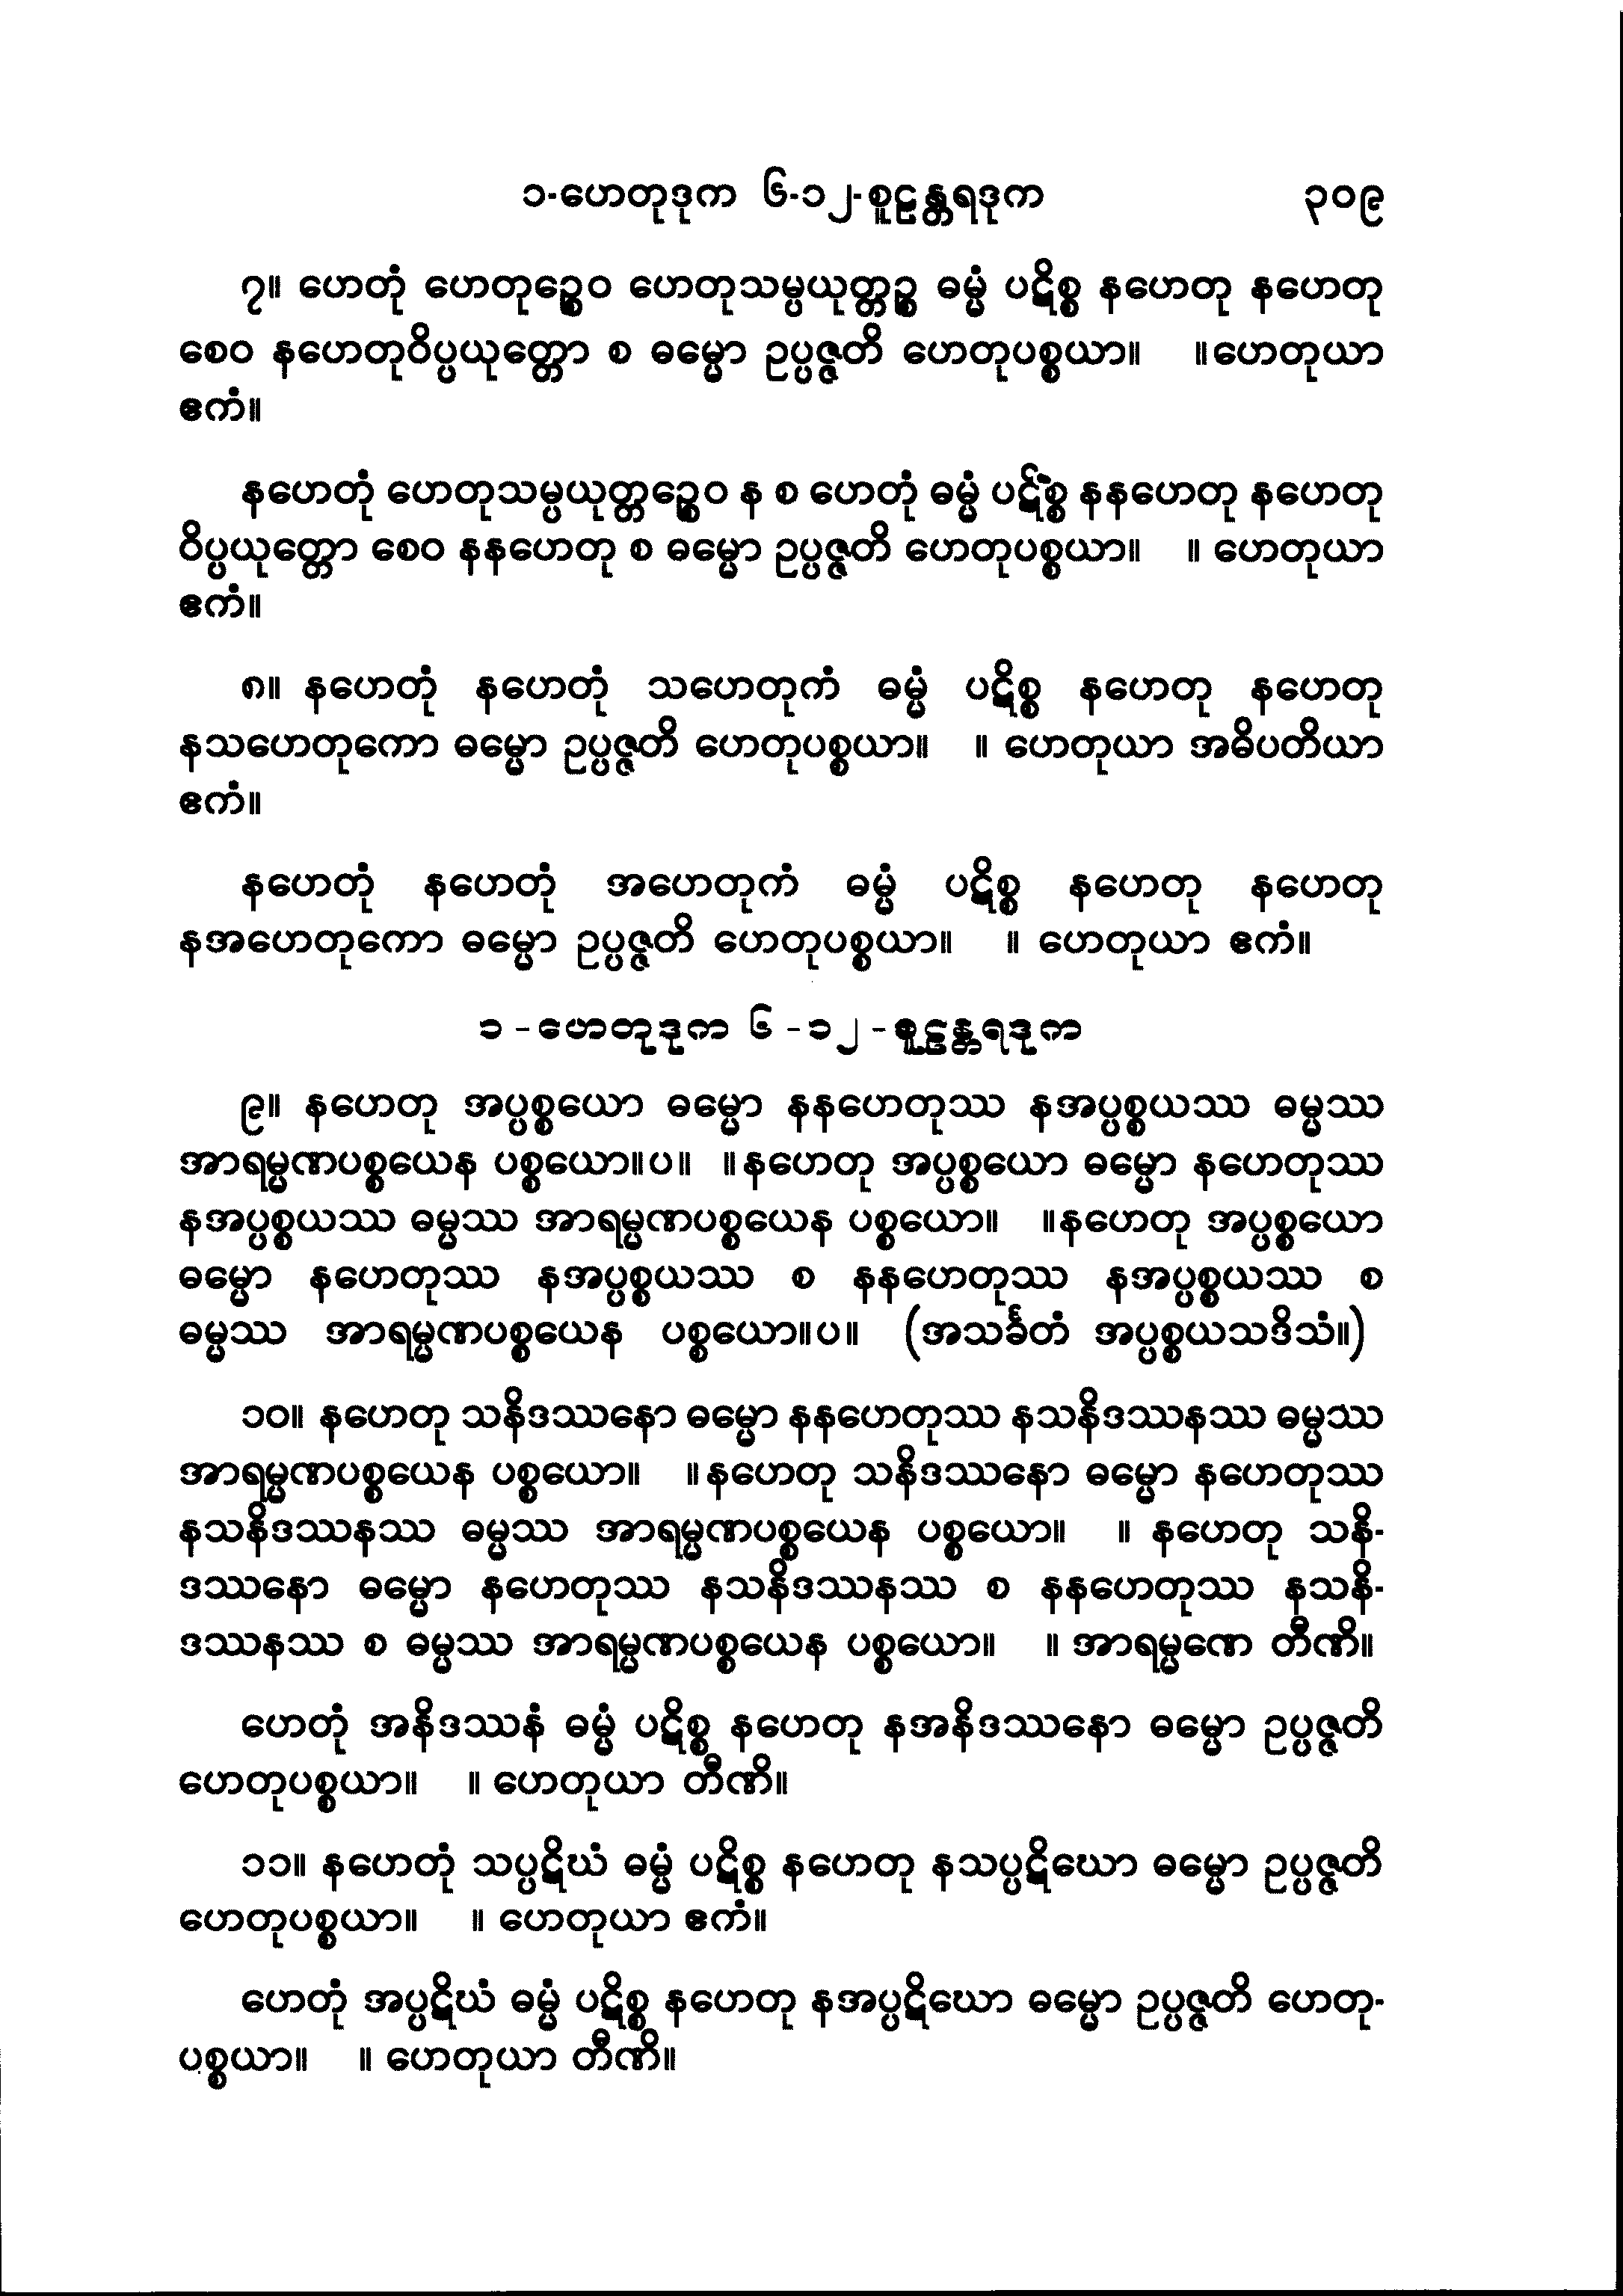 ၁-ဟေတုဒုက ၆-၁၂-စူဠန္တရဒုက ၃၀၉
၇။ ဟေတုံ ဟေတုဉ္စေဝ ဟေတုသမ္ပယုတ္တဉ္စ ဓမ္မံ ပဋိစ္စ နဟေတု နဟေတု
စေဝ နဟေတုဝိပ္ပယုတ္တော စ ဓမ္မော ဥပ္ပဇ္ဇတိ ဟေတုပစ္စယာ။ ။ဟေတုယာ
ဧကံ။
နဟေတုံ ဟေတုသမ္ပယုတ္တဉ္စေဝ န စ ဟေတုံ ဓမ္မံ ပဋိစ္စ နနဟေတု နဟေတု
ဝိပ္ပယုတ္တော စေဝ နနဟေတု စ ဓမ္မော ဥပ္ပဇ္ဇတိ ဟေတုပစ္စယာ။ ။ ဟေတုယာ
ဧကံ။
၈။ နဟေတုံ နဟေတုံ သဟေတုကံ ဓမ္မံ ပဋိစ္စ နဟေတု နဟေတု
နသဟေတုကော ဓမ္မော ဥပ္ပဇ္ဇတိ ဟေတုပစ္စယာ။ ။ ဟေတုယာ အဓိပတိယာ
ဧကံ။
နဟေတုံ နဟေတုံ အဟေတုကံ ဓမ္မံ ပဋိစ္စ နဟေတု နဟေတု
နအဟေတုကော ဓမ္မော ဥပ္ပဇ္ဇတိ ဟေတုပစ္စယာ။ ။ ဟေတုယာ ဧကံ။
၁ -ဟေတုဒုက ၆ -၁၂ -စူဠန္တရဒုက
၉။ နဟေတု အပ္ပစ္စယော ဓမ္မော နနဟေတုဿ နအပ္ပစ္စယဿ ဓမ္မဿ
အာရမ္မဏပစ္စယေန ပစ္စယော။ပ။ ။နဟေတု အပ္ပစ္စယော ဓမ္မော နဟေတုဿ
နအပ္ပစ္စယဿ ဓမ္မဿ အာရမ္မဏပစ္စယေန ပစ္စယော။ ။နဟေတု အပ္ပစ္စယော
ဓမ္မော နဟေတုဿ နအပ္ပစ္စယဿ စ နနဟေတုဿ နအပ္ပစ္စယဿ စ
ဓမ္မဿ အာရမ္မဏပစ္စယေန ပစ္စယော။ပ။ (အသင်္ခတံ အပ္ပစ္စယသဒိသံ။)
၁၀။ နဟေတု သနိဒဿနော ဓမ္မော နနဟေတုဿ နသနိဒဿနဿ ဓမ္မဿ
အာရမ္မဏပစ္စယေန ပစ္စယော။ ။နဟေတု သနိဒဿနော ဓမ္မော နဟေတုဿ
နသနိဒဿနဿ ဓမ္မဿ အာရမ္မဏပစ္စယေန ပစ္စယော။ ။ နဟေတု သနိ-
ဒဿနော ဓမ္မော နဟေတုဿ နသနိဒဿနဿ စ နနဟေတုဿ နသနိ-
ဒဿနဿ စ ဓမ္မဿ အာရမ္မဏပစ္စယေန ပစ္စယော။ ။ အာရမ္မဏေ တီဏိ။
ဟေတုံ အနိဒဿနံ ဓမ္မံ ပဋိစ္စ နဟေတု နအနိဒဿနော ဓမ္မော ဥပ္ပဇ္ဇတိ
ဟေတုပစ္စယာ။ ။ ဟေတုယာ တီဏိ။
၁၁။ နဟေတုံ သပ္ပဋိဃံ ဓမ္မံ ပဋိစ္စ နဟေတု နသပ္ပဋိဃော ဓမ္မော ဥပ္ပဇ္ဇတိ
ဟေတုပစ္စယာ။ ။ ဟေတုယာ ဧကံ။
ဟေတုံ အပ္ပဋိဃံ ဓမ္မံ ပဋိစ္စ နဟေတု နအပ္ပဋိဃော ဓမ္မော ဥပ္ပဇ္ဇတိ ဟေတု-
ပစ္စယာ။ ။ ဟေတုယာ တီဏိ။